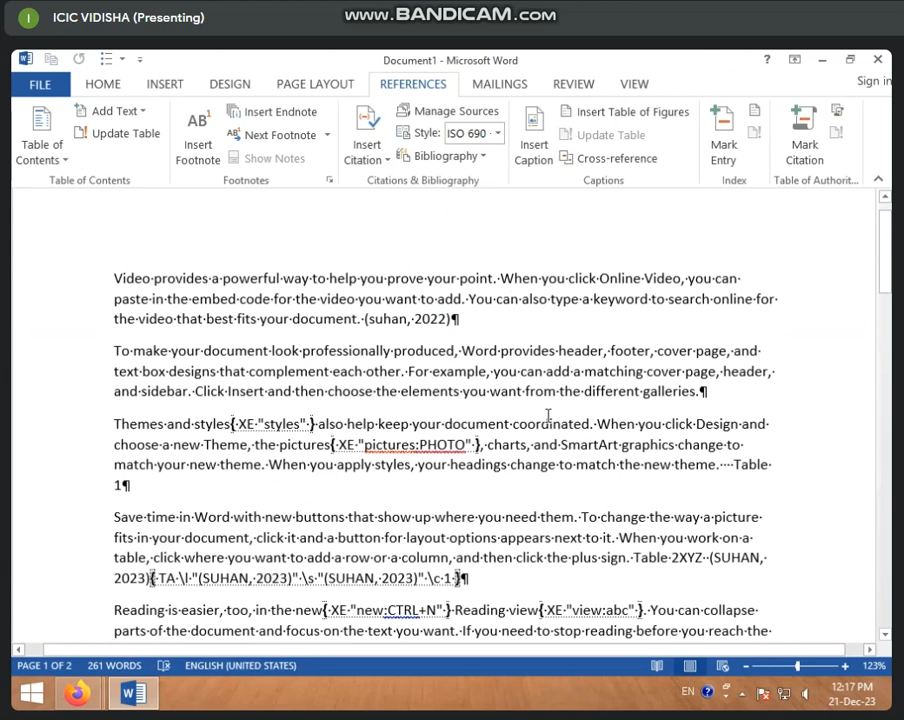 I ICIC VIDISHA (Presenting)
WWW.BANDICAM.COM
Document1 - Microsoft Word
?
FILE HOME INSERT DESIGN PAGE LAYOUT REFERENCES MAILINGS REVIEW VIEW Sign in
Table of Contents
Add Text
Update Table
Table of Contents
AB¹ Insert Footnote
Insert Endnote
Next Footnote
Show Notes
Footnotes
Insert Citation
Manage Sources
Style: ISO 690
Bibliography
Citations & Bibliography
Insert Caption
Insert Table of Figures
Update Table
Cross-reference
Captions
Mark Entry
Index
Mark Citation
Table of Authorit...
Video·provides·a·powerful·way·to·help·you·prove·your·point.·When·you·click·Online·Video,·you·can·
paste·in·the·embed·code·for·the·video·you·want·to·add.·You·can·also·type·a·keyword·to·search·online·for·
the·video·that·best·fits·your·document.·(suhan,·2022)¶
To·make·your·document·look·professionally·produced,·Word·provides·header,·footer,·cover·page,·and·
text·box·designs·that·complement·each·other.·For·example,·you·can·add·a·matching·cover·page,·header,·
and·sidebar.·Click·Insert·and·then·choose·the·elements·you·want·from·the·different·galleries.¶
Themes·and·styles{·XE·"styles"·}·also·help·keep·your·document·coordinated.·When·you·click·Design·and·
choose·a·new·Theme,·the·pictures{·XE·"pictures:PHOTO"·},·charts,·and·SmartArt·graphics·change·to·
match·your·new·theme.·When·you·apply·styles,·your·headings·change·to·match·the·new·theme.····Table·
1¶
Save·time·in·Word·with·new·buttons·that·show·up·where·you·need·them.·To·change·the·way·a·picture·
fits·in·your·document,·click·it·and·a·button·for·layout·options·appears·next·to·it.·When·you·work·on·a·
table,·click·where·you·want·to·add·a·row·or·a·column,·and·then·click·the·plus·sign.·Table·2XYZ··(SUHAN,·
2023){·TA·\l·"(SUHAN,·2023)"·\s·"(SUHAN,·2023)"·\c·1·}¶
Reading·is·easier,·too,·in·the·new{·XE·"new:CTRL+N"·}·Reading·view{·XE·"view:abc"·}.·You·can·collapse·
parts·of·the·document·and·focus·on·the·text·you·want.·If·you·need·to·stop·reading·before·you·reach·the·
PAGE 1 OF 2 261 WORDS ENGLISH (UNITED STATES) 123%
EN 12:17 PM
21-Dec-23